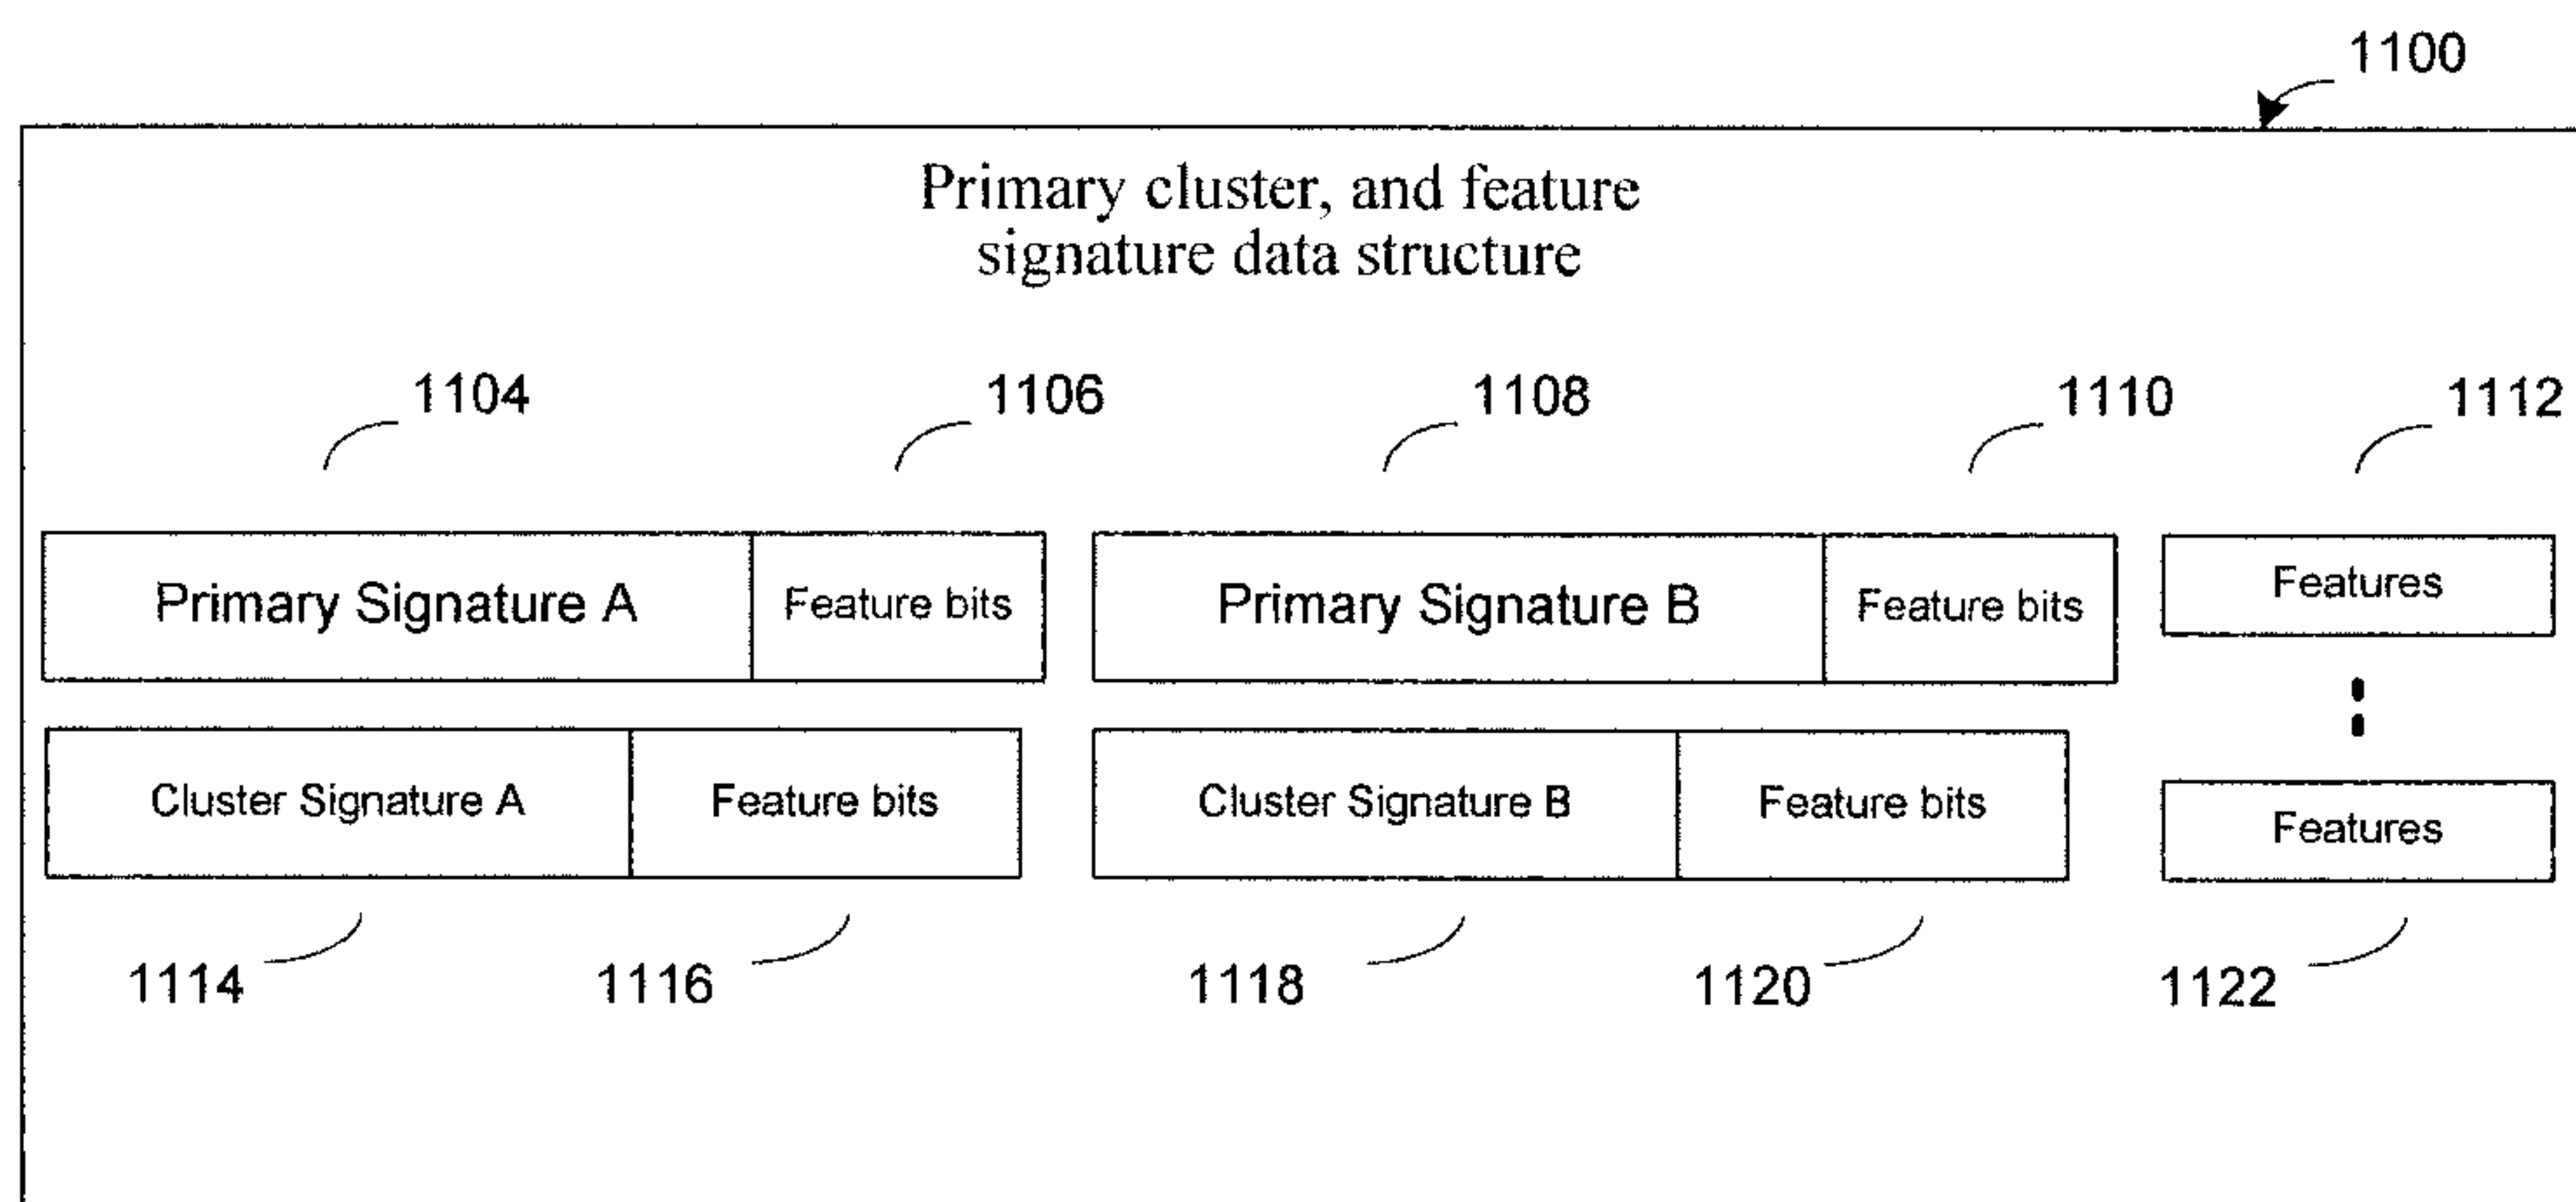 1100
Primary cluster, and feature
signature data structure
1104 1106 1108 1110 1112
Primary Signature A Feature bits Primary Signature B Feature bits Features
Cluster Signature A Feature bits Cluster Signature B Feature bits Features
1114 1116 1118 1120 1122